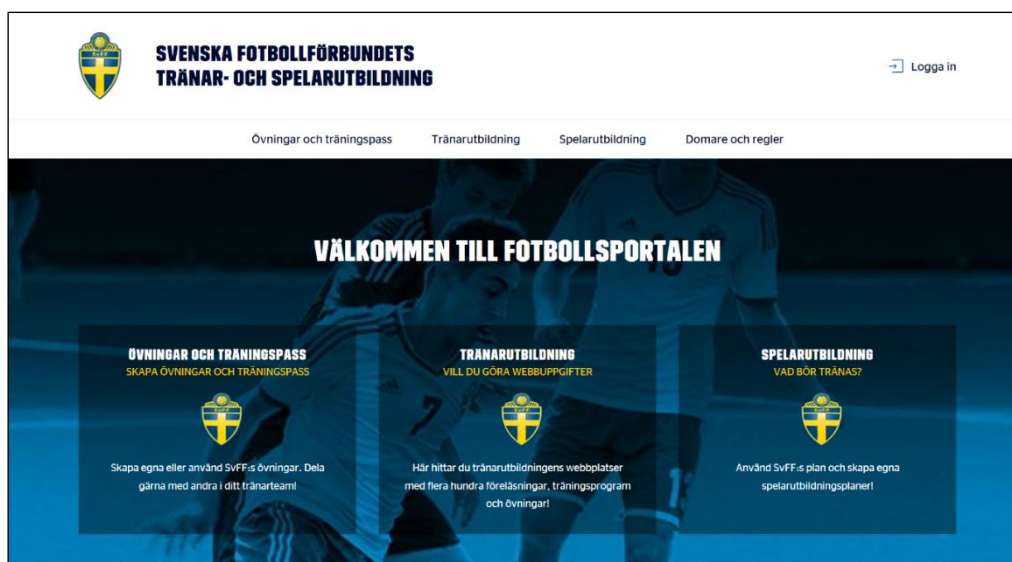 SVENSKA FOTBOLLFÖRBUNDETS
TRÄNAR- OCH SPELARUTBILDNING
Logga in
Övningar och träningspass
Tränarutbildning
Spelarutbildning
Domare och regler
VÄLKOMMEN TILL FOTBOLLSPORTALEN
ÖVNINGAR OCH TRÄNINGSPASS
SKAPA ÖVNINGAR OCH TRÄNINGSPASS
Skapa egna eller använd SvFF:s övningar. Dela
gärna med andra i ditt tränarteam!
TRÄNARUTBILDNING
VILL DU GÖRA WEBBUPPGIFTER
Här hittar du tränarutbildningens webbplatser
med flera hundra föreläsningar, träningsprogram
och övningar!
SPELARUTBILDNING
VAD BÖR TRÄNAS?
Använd SvFF:s plan och skapa egna
spelarutbildningsplaner!